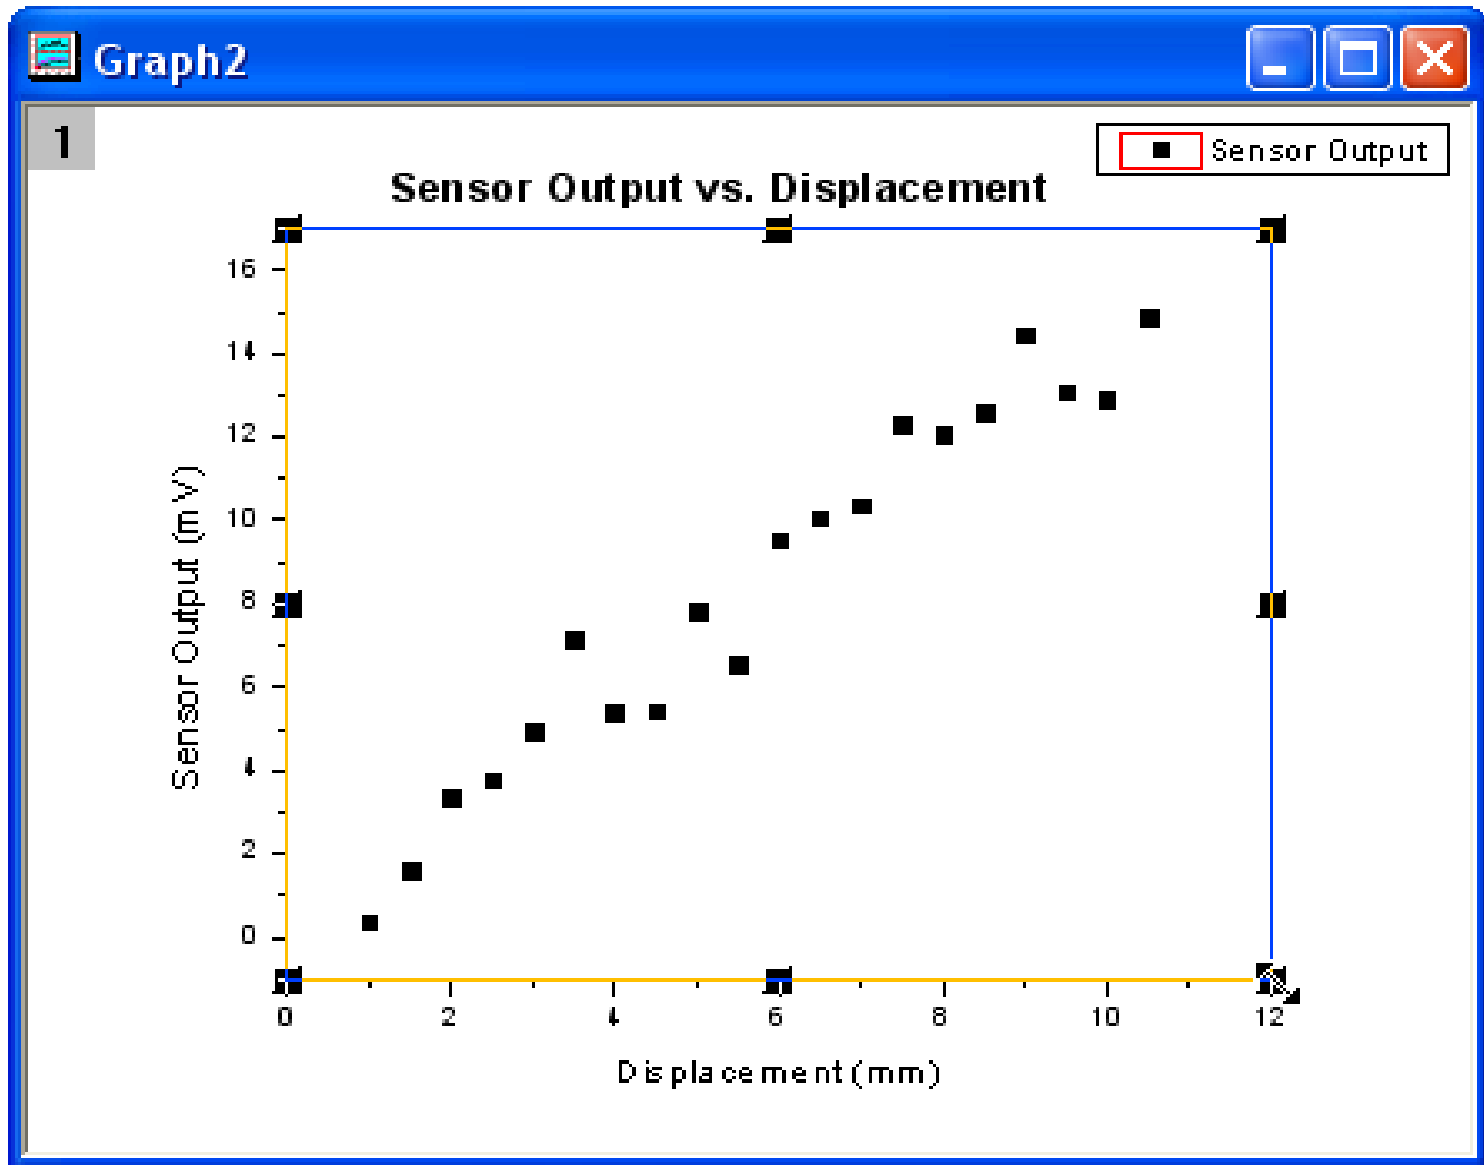 Graph2
1
Sensor Output
Sensor Output vs. Displacement
16
14
12
10
8
6
4
2
0
Sensor Output (mV)
0 2 4 6 8 10 12
Displacement (mm)